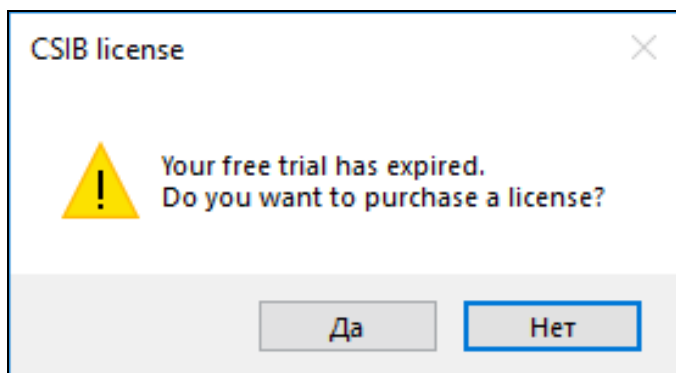 CSIB license
Your free trial has expired.
Do you want to purchase a license?
Да
Нет